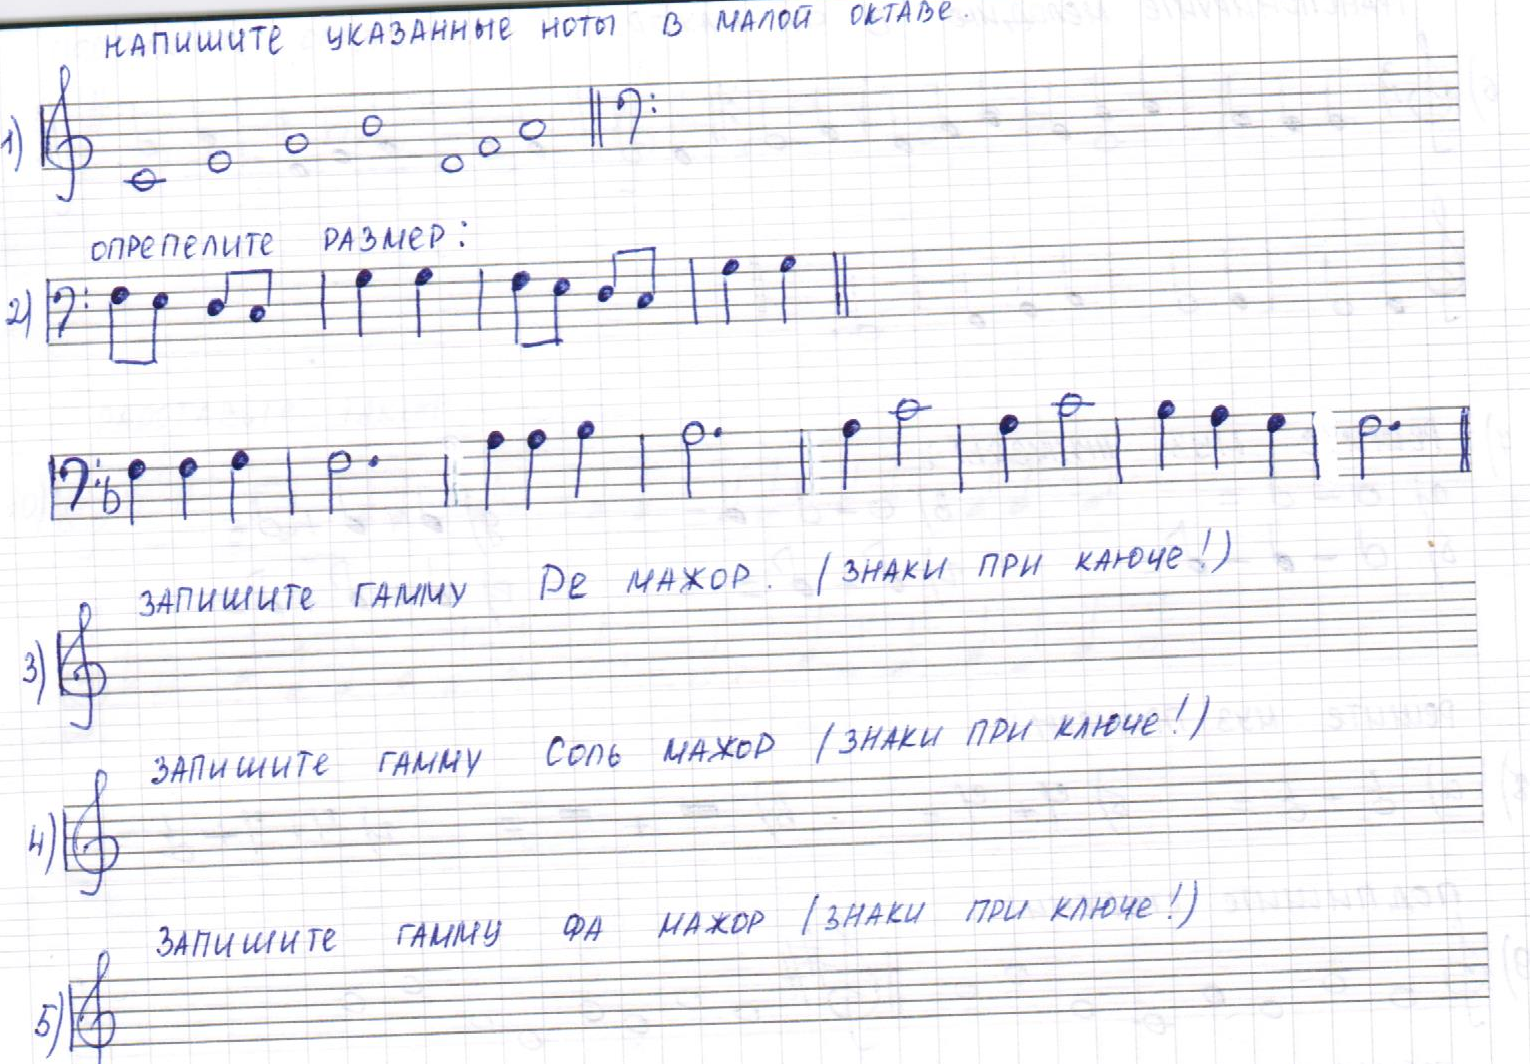 НАПИШИТЕ УКАЗАННЫЕ НОТЫ В МАЛОЙ ОКТАВЕ.
1)
ОПРЕПЕЛИТЕ РАЗМЕР:
2)
ЗАПИШИТЕ ГАММУ РЕ МАЖОР. (ЗНАКИ ПРИ КЛЮЧЕ!)
3)
ЗАПИШИТЕ ГАММУ СОЛЬ МАЖОР (ЗНАКИ ПРИ КЛЮЧЕ!)
4)
ЗАПИШИТЕ ГАММУ ФА МАЖОР (ЗНАКИ ПРИ КЛЮЧЕ!)
5)